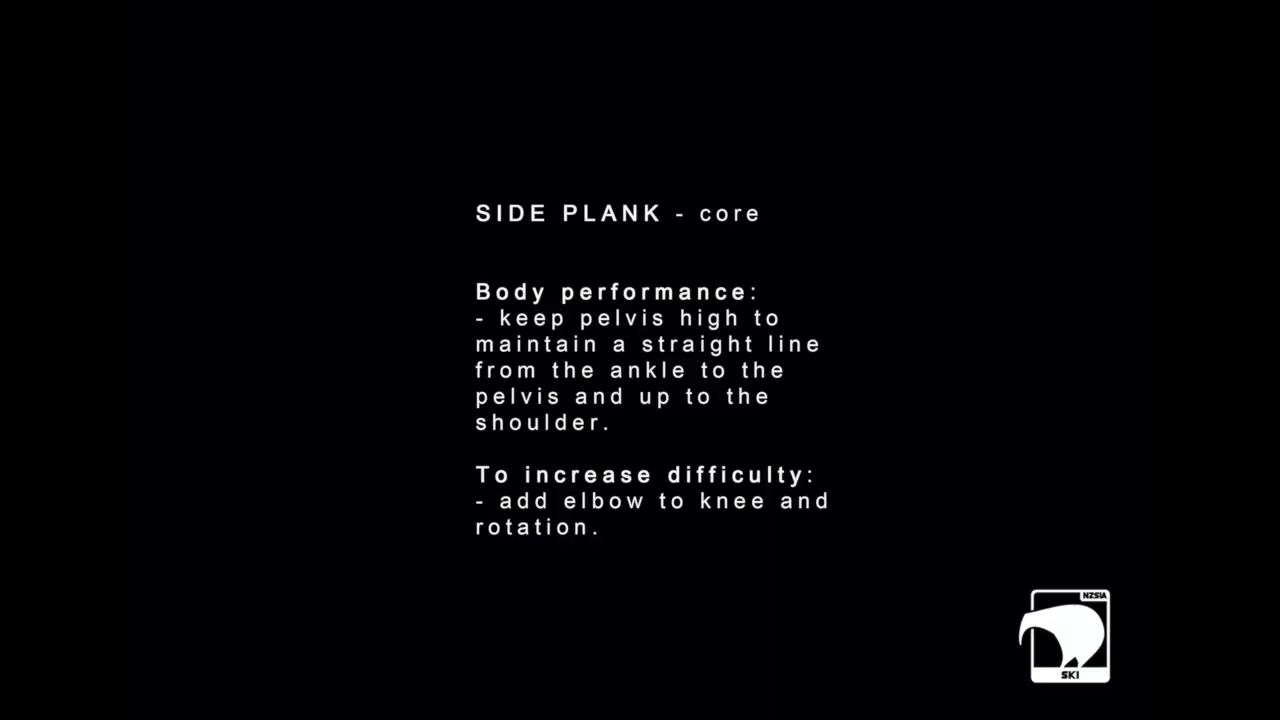 SIDE PLANK - core
Body performance:
- keep pelvis high to
maintain a straight line
from the ankle to the
pelvis and up to the
shoulder.
To increase difficulty:
- add elbow to knee and
rotation.
NZSIA
SKI